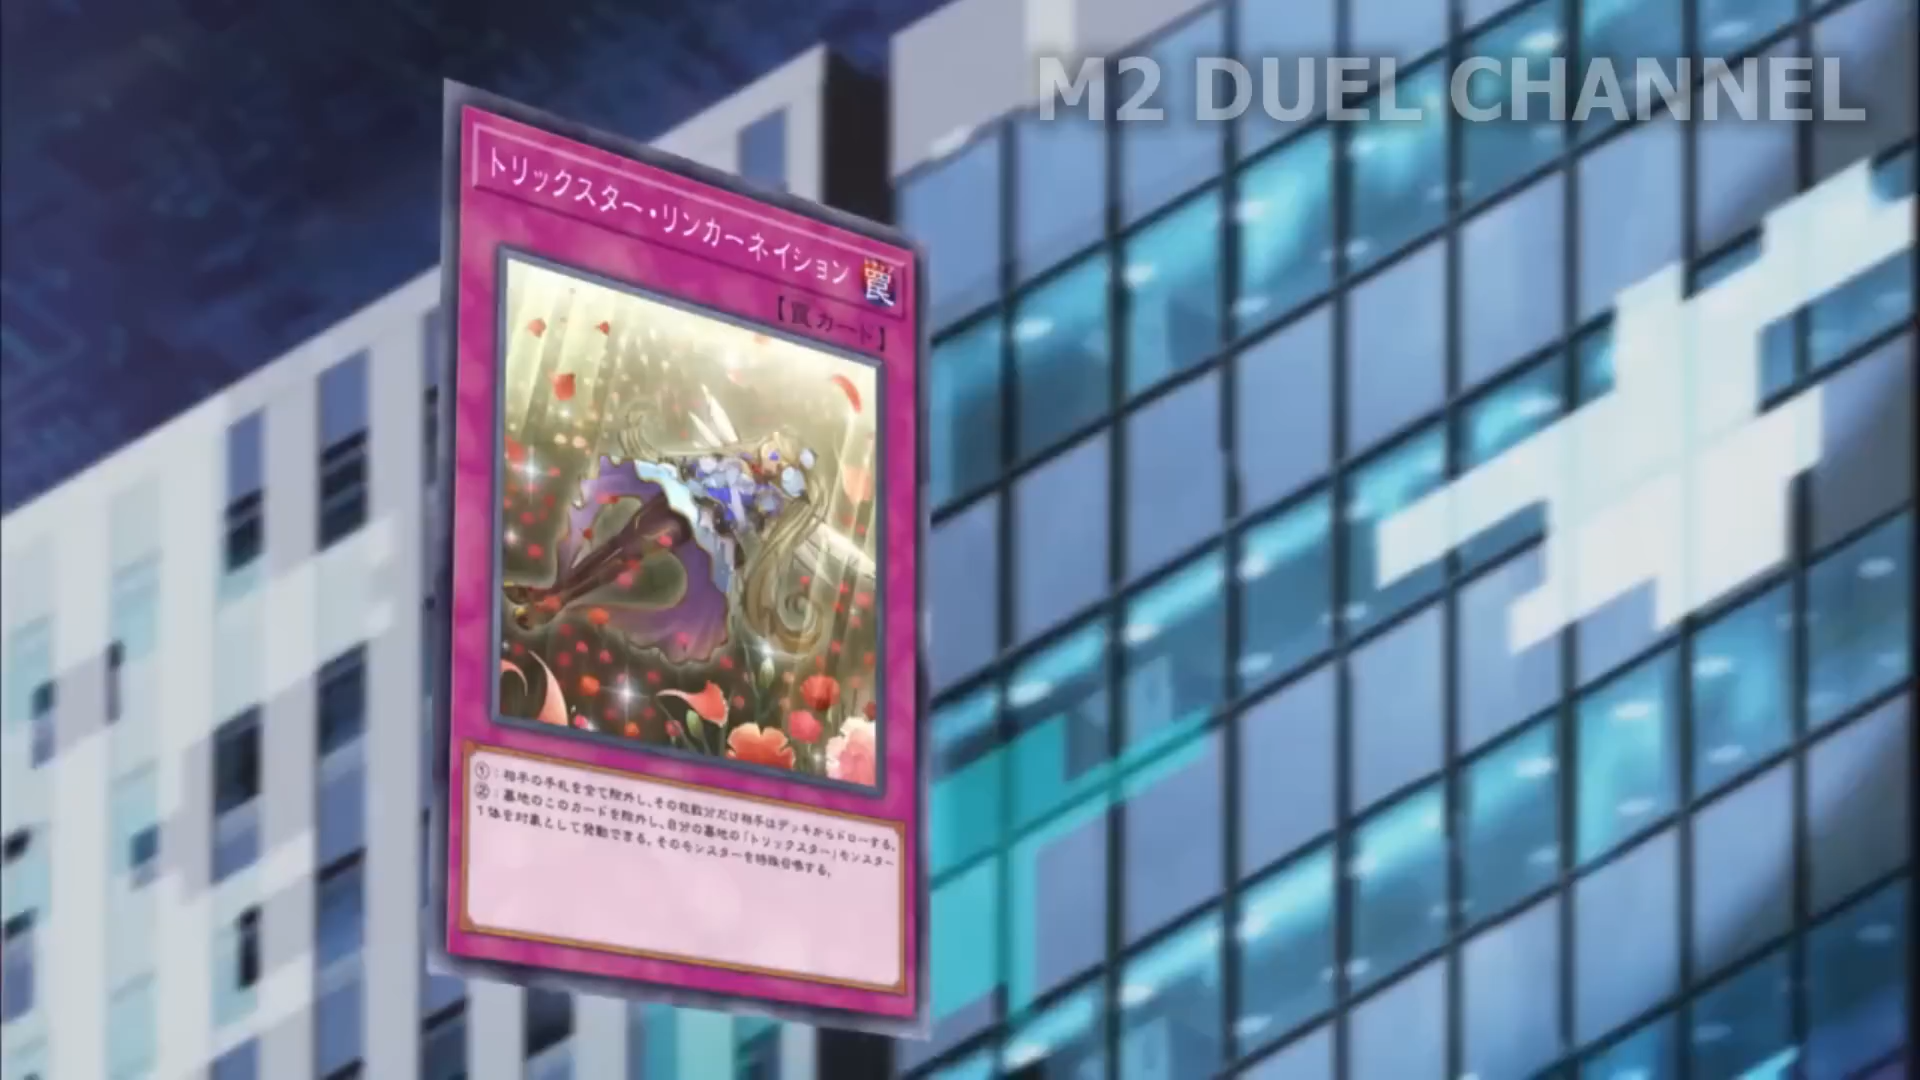 M2 DUEL CHANNEL
トリックスター・リンカーネイション
罠
【罠カード】
①:相手の手札を全て除外し、その枚数分だけ相手はデッキからドローする。
②:墓地のこのカードを除外し、自分の墓地の「トリックスター」モンスター
1体を対象として発動できる。そのモンスターを特殊召喚する。